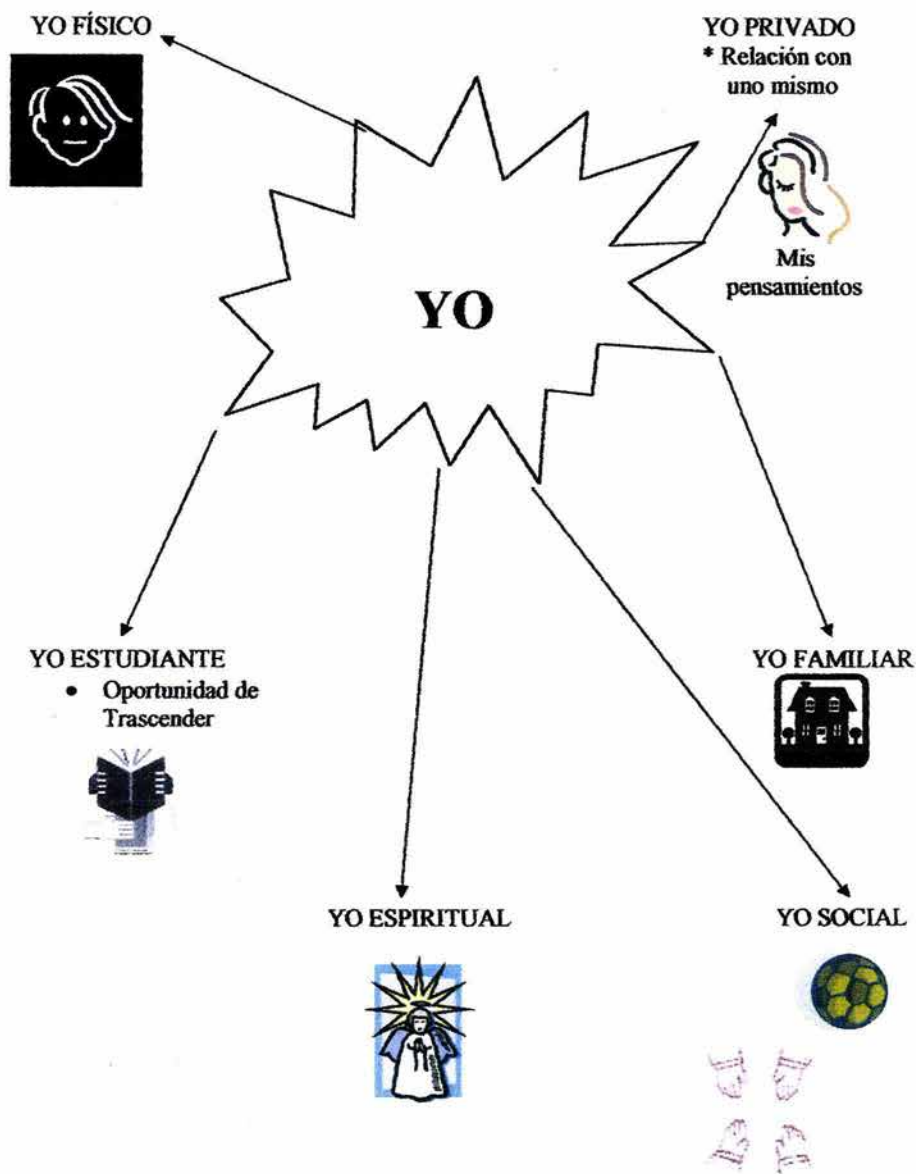 YO FÍSICO
YO PRIVADO
* Relación con
uno mismo
Mis
pensamientos
YO
YO ESTUDIANTE
• Oportunidad de
Trascender
YO FAMILIAR
YO ESPIRITUAL
YO SOCIAL